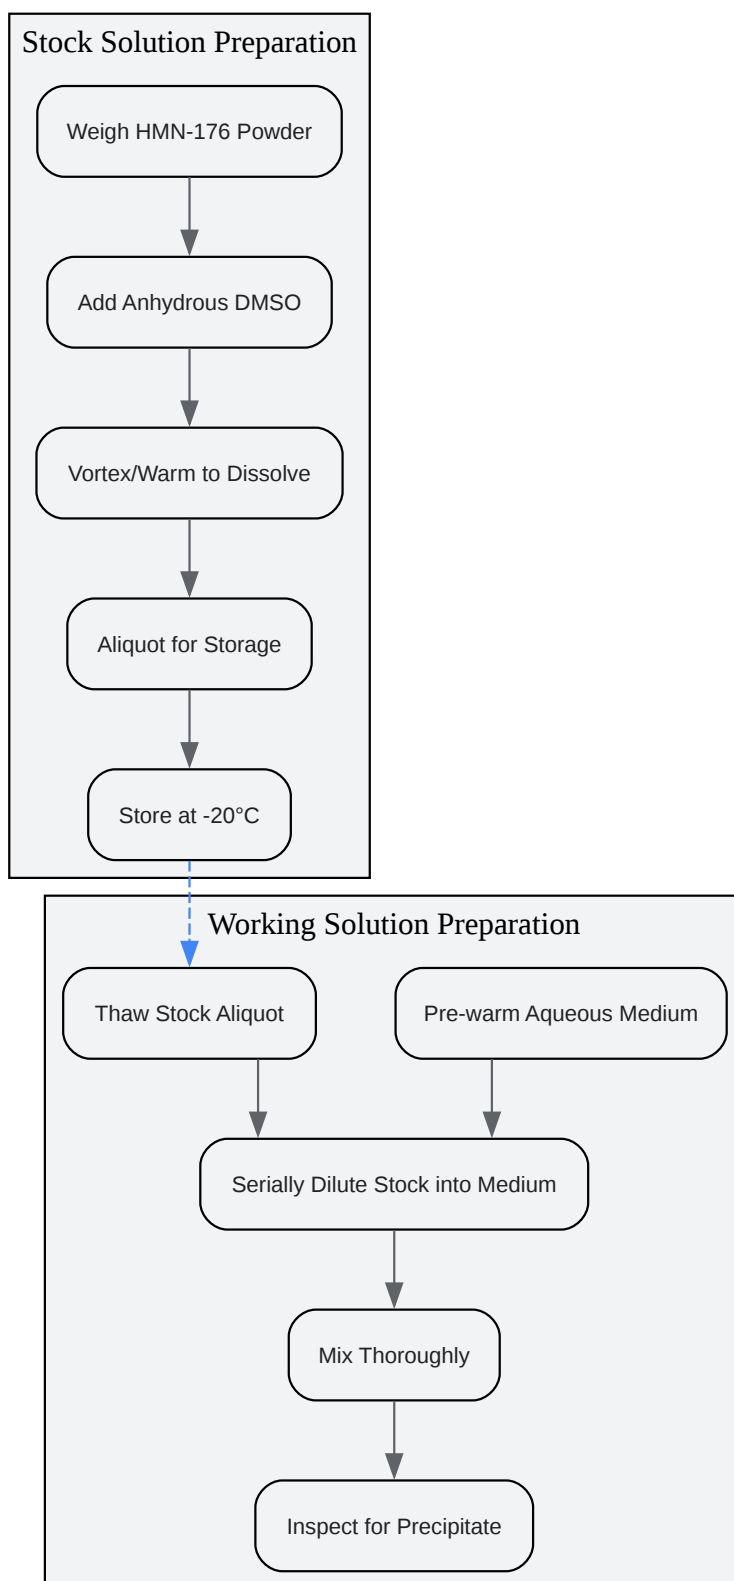 Stock Solution Preparation
Weigh HMN-176 Powder
Add Anhydrous DMSO
Vortex/Warm to Dissolve
Aliquot for Storage
Store at -20°C
Working Solution Preparation
Thaw Stock Aliquot
Pre-warm Aqueous Medium
Serially Dilute Stock into Medium
Mix Thoroughly
Inspect for Precipitate